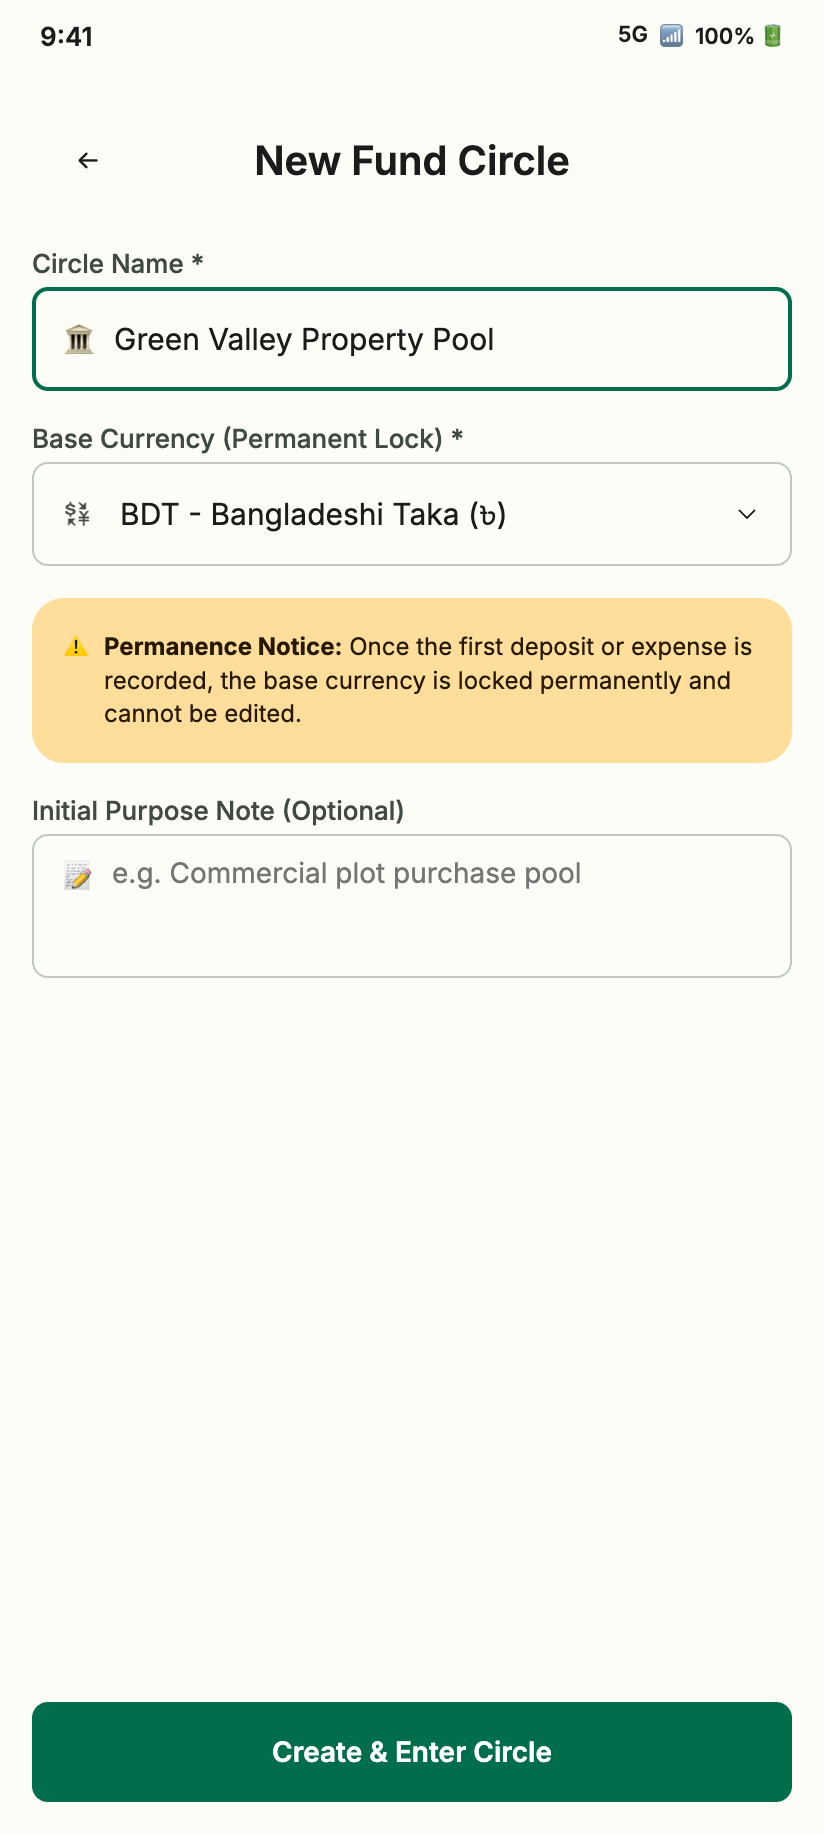 9:41
5G 100%
New Fund Circle
Circle Name *
Green Valley Property Pool
Base Currency (Permanent Lock) *
BDT - Bangladeshi Taka (৳)
Permanence Notice: Once the first deposit or expense is
recorded, the base currency is locked permanently and
cannot be edited.
Initial Purpose Note (Optional)
e.g. Commercial plot purchase pool
Create & Enter Circle